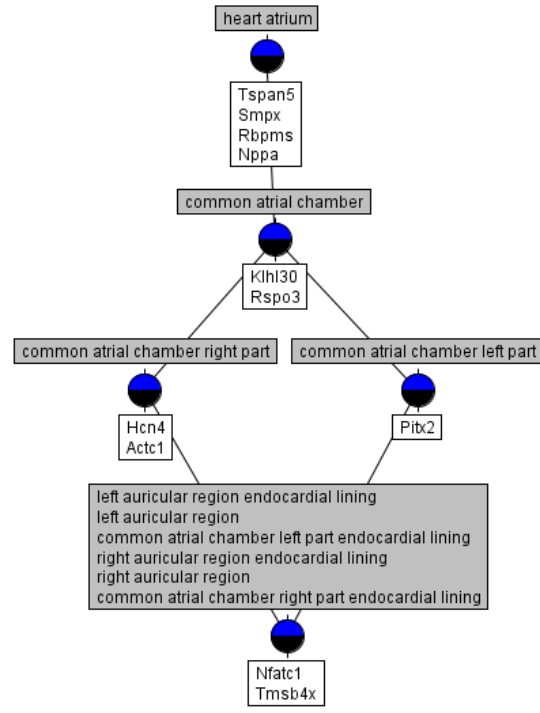 heart atrium
Tspan5
Smpx
Rbpms
Nppa
common atrial chamber
Klhl30
Rspo3
common atrial chamber right part
common atrial chamber left part
Hcn4
Actc1
Pitx2
left auricular region endocardial lining
left auricular region
common atrial chamber left part endocardial lining
right auricular region endocardial lining
right auricular region
common atrial chamber right part endocardial lining
Nfatc1
Tmsb4x